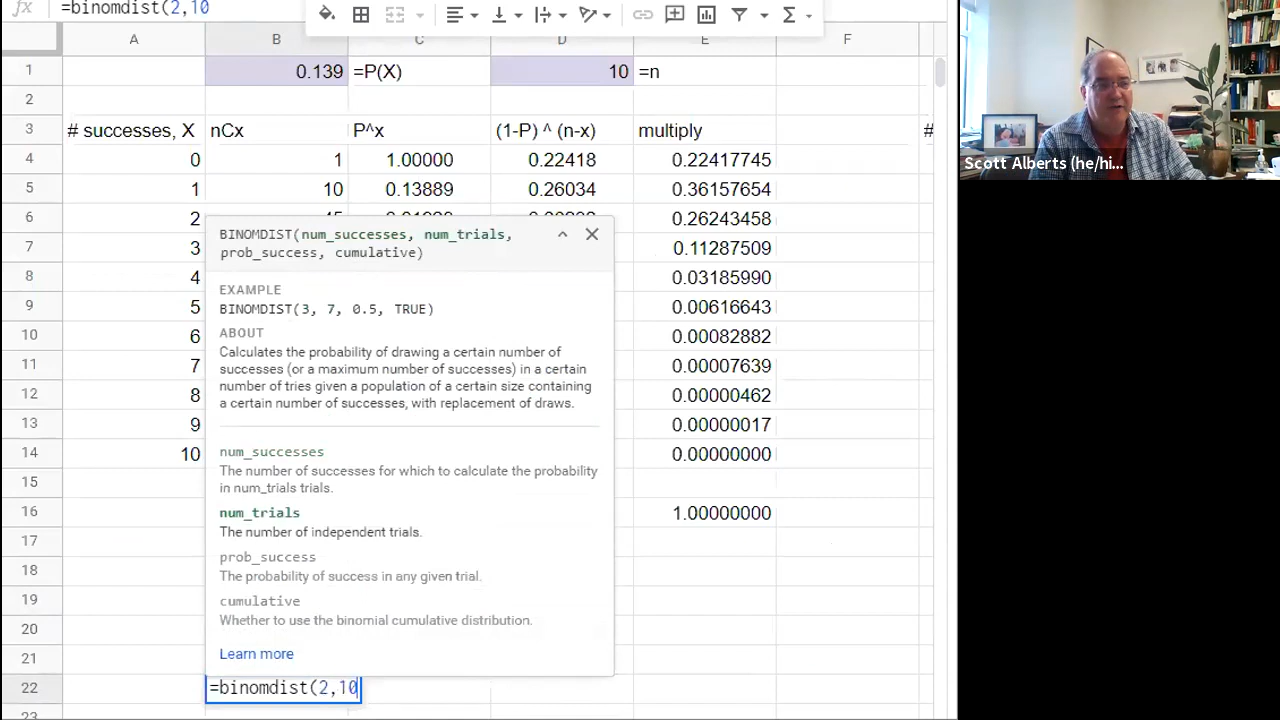 =binomdist(2,10
A B C D E F
1 0.139 =P(X) 10 =n
2
3 # successes, X nCx P^x (1-P) ^ (n-x) multiply #
4 0 1 1.00000 0.22418 0.22417745
5 1 10 0.13889 0.26034 0.36157654
6 2 0.26243458
7 3 0.11287509
8 4 0.03185990
9 5 0.00616643
10 6 0.00082882
11 7 0.00007639
12 8 0.00000462
13 9 0.00000017
14 10 0.00000000
15
16 1.00000000
17
18
19
20
21
22 =binomdist(2,10
23
BINOMDIST(num_successes, num_trials,
prob_success, cumulative)
EXAMPLE
BINOMDIST(3, 7, 0.5, TRUE)
ABOUT
Calculates the probability of drawing a certain number of
successes (or a maximum number of successes) in a certain
number of tries given a population of a certain size containing
a certain number of successes, with replacement of draws.
num_successes
The number of successes for which to calculate the probability
in num_trials trials.
num_trials
The number of independent trials.
prob_success
The probability of success in any given trial.
cumulative
Whether to use the binomial cumulative distribution.
Learn more
Scott Alberts (he/hi...